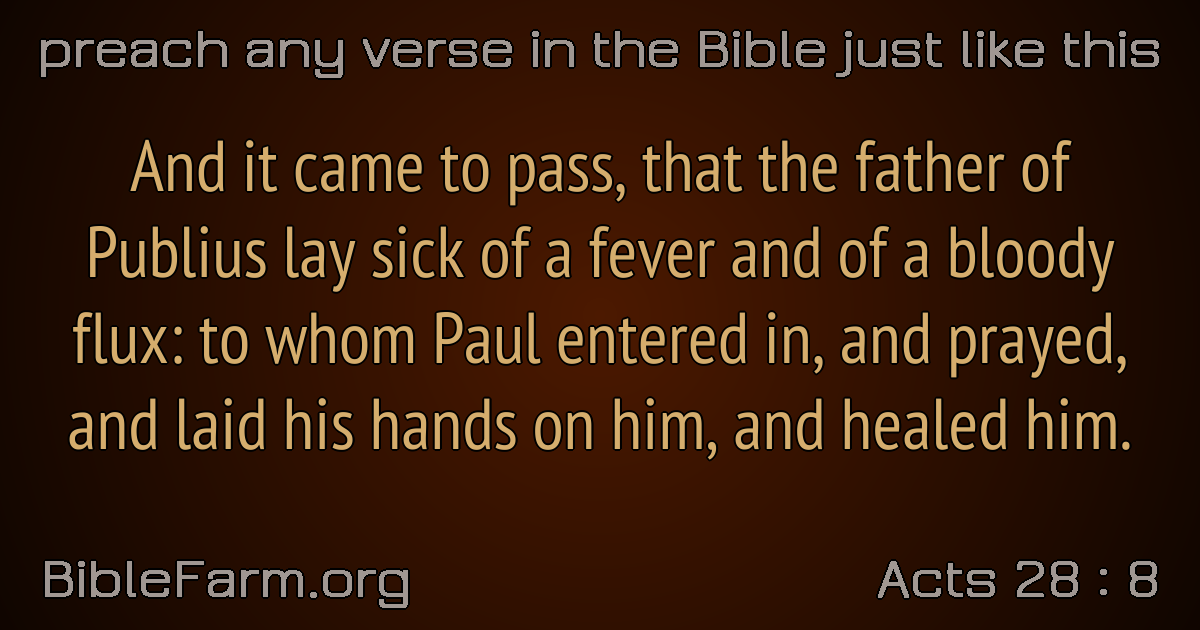 preach any verse in the Bible just like this
And it came to pass, that the father of
Publius lay sick of a fever and of a bloody
flux: to whom Paul entered in, and prayed,
and laid his hands on him, and healed him.
BibleFarm.org
Acts 28 : 8